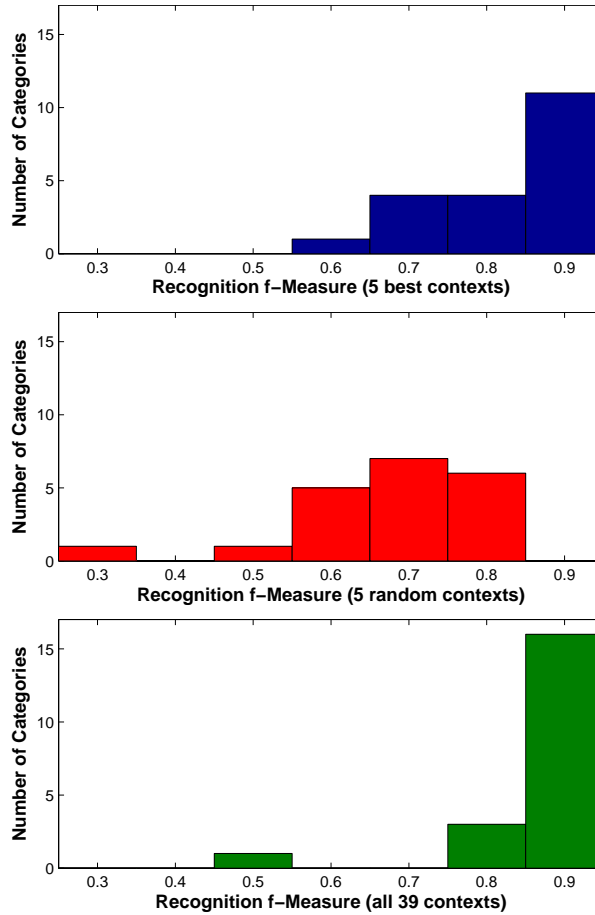 15
10
5
0
Number of Categories
0.3 0.4 0.5 0.6 0.7 0.8 0.9
Recognition f−Measure (5 best contexts)
15
10
5
0
Number of Categories
0.3 0.4 0.5 0.6 0.7 0.8 0.9
Recognition f−Measure (5 random contexts)
15
10
5
0
Number of Categories
0.3 0.4 0.5 0.6 0.7 0.8 0.9
Recognition f−Measure (all 39 contexts)